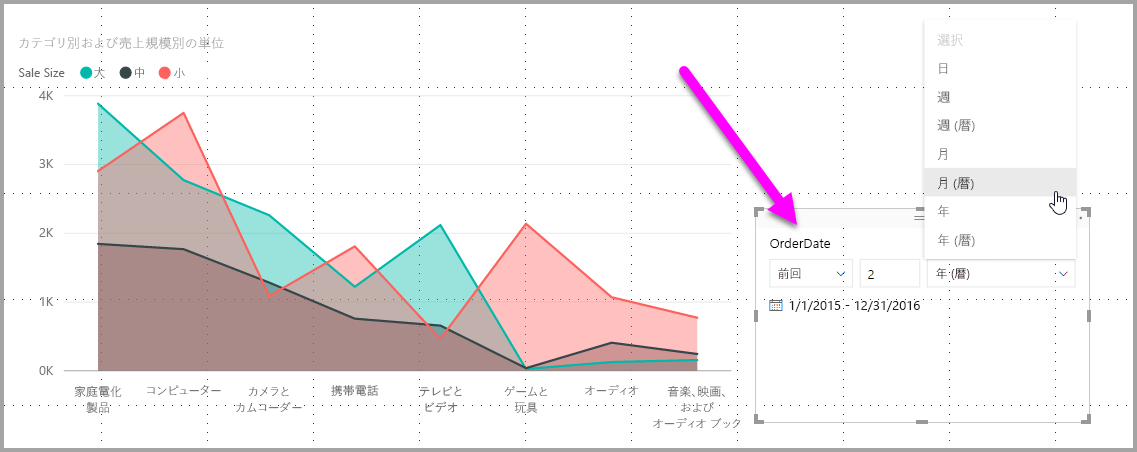 カテゴリ別および売上規模別の単位
Sale Size 大 中 小
4K
3K
2K
1K
0K
家庭電化
製品
コンピューター
カメラと
カムコーダー
携帯電話
テレビと
ビデオ
ゲームと
玩具
オーディオ
音楽、映画、
および
オーディオ ブック
選択
日
週
週 (暦)
月
月 (暦)
年
年 (暦)
OrderDate
前回 2 年 (暦)
1/1/2015 - 12/31/2016